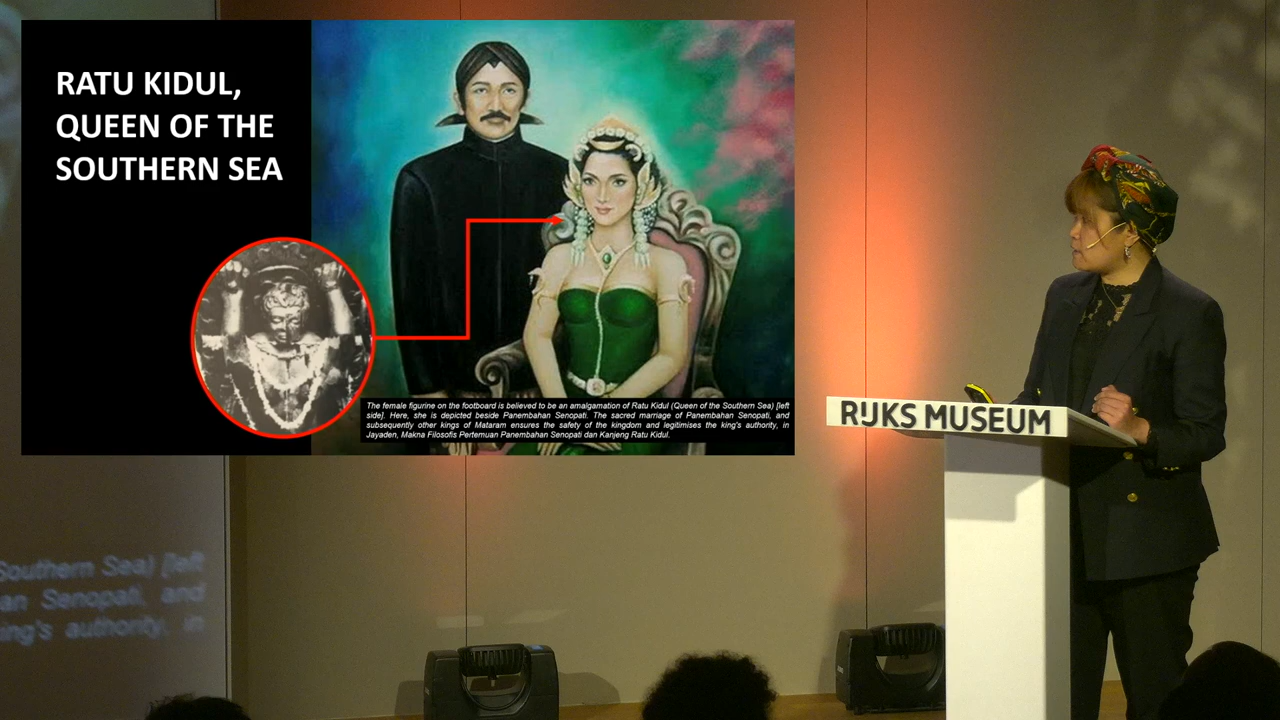 RATU KIDUL,
QUEEN OF THE
SOUTHERN SEA
The female figurine on the footboard is believed to be an amalgamation of Ratu Kidul (Queen of the Southern Sea) [left
side]. Here, she is depicted beside Panembahan Senopati. The sacred marriage of Panembahan Senopati, and
subsequently other kings of Mataram ensures the safety of the kingdom and legitimises the king's authority, in
Jayaden, Makna Filosofis Pertemuan Panembahan Senopati dan Kanjeng Ratu Kidul.
RIJKS MUSEUM
Southern Sea) [left
an Senopati, and
ing's authority, in